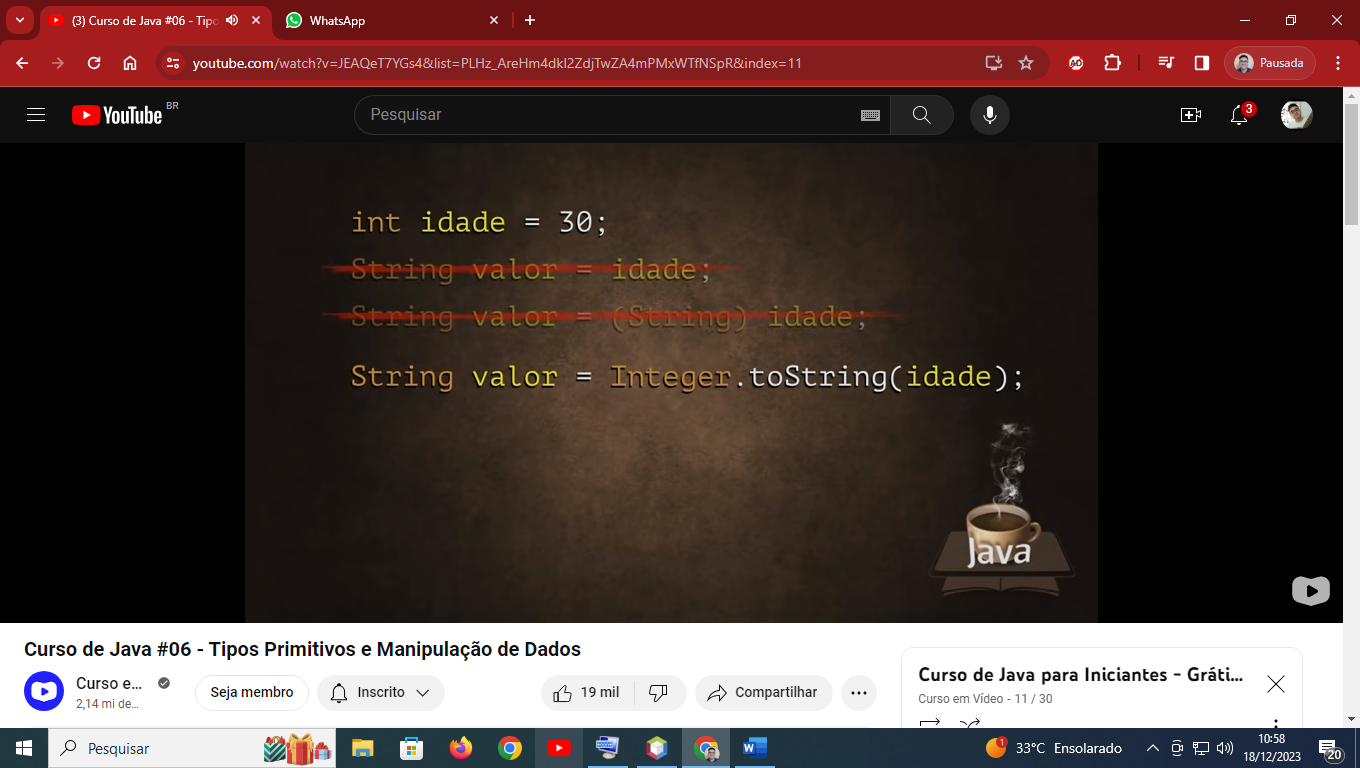 (3) Curso de Java #06 - Tipo
WhatsApp
youtube.com/watch?v=JEAQeT7YGs4&list=PLHz_AreHm4dkI2ZdjTwZA4mPMxWTfNSpR&index=11
Pausada
YouTube BR
Pesquisar
3
int idade = 30;
String valor = idade;
String valor = (String) idade;
String valor = Integer.toString(idade);
Java
Curso de Java #06 - Tipos Primitivos e Manipulação de Dados
Curso e...
2,14 mi de...
Seja membro
Inscrito
19 mil
Compartilhar
Curso de Java para Iniciantes - Gráti...
Curso em Vídeo - 11 / 30
Pesquisar
1
33°C Ensolarado
10:58
18/12/2023
20